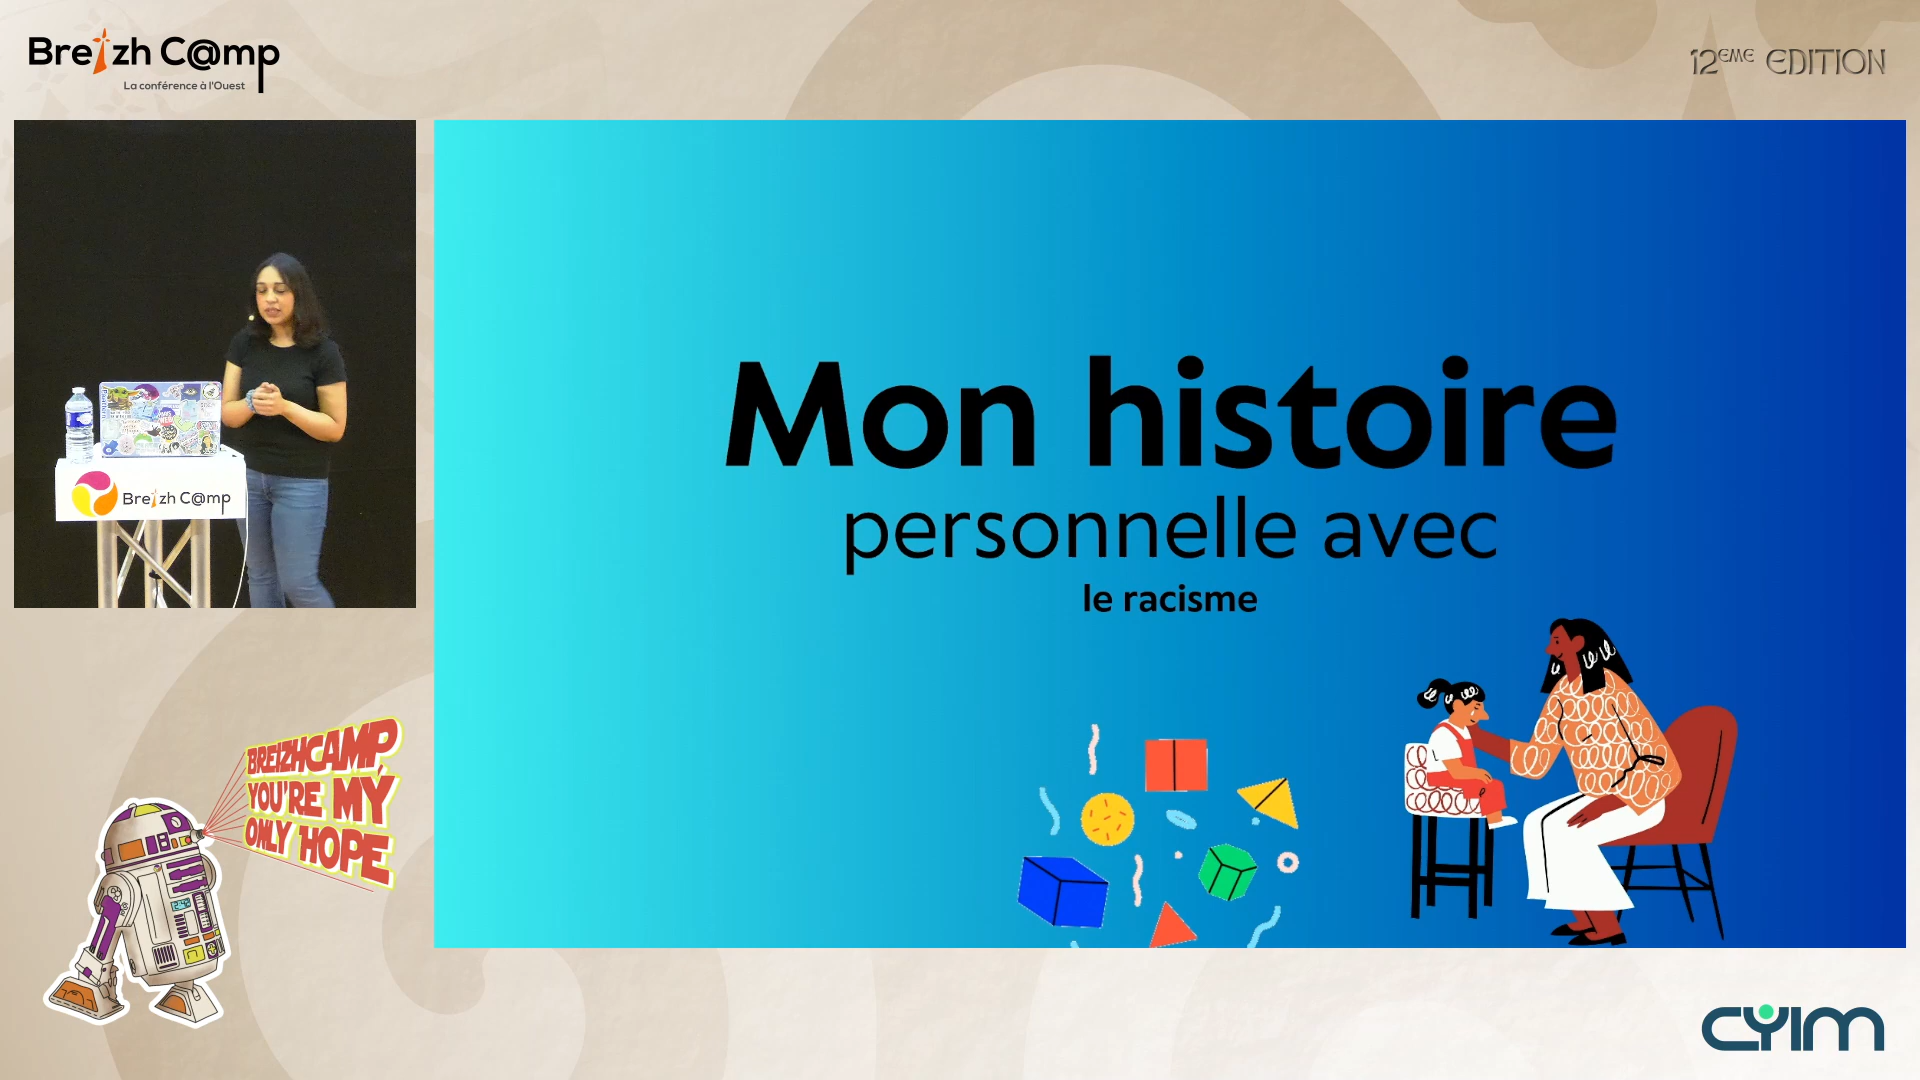 Breizh C@mp
La conférence à l'Ouest
12EME EDITION
Mon histoire
personnelle avec
le racisme
Breizh C@mp
BREIZHCAMP,
YOU'RE MY
ONLY HOPE
CYIM